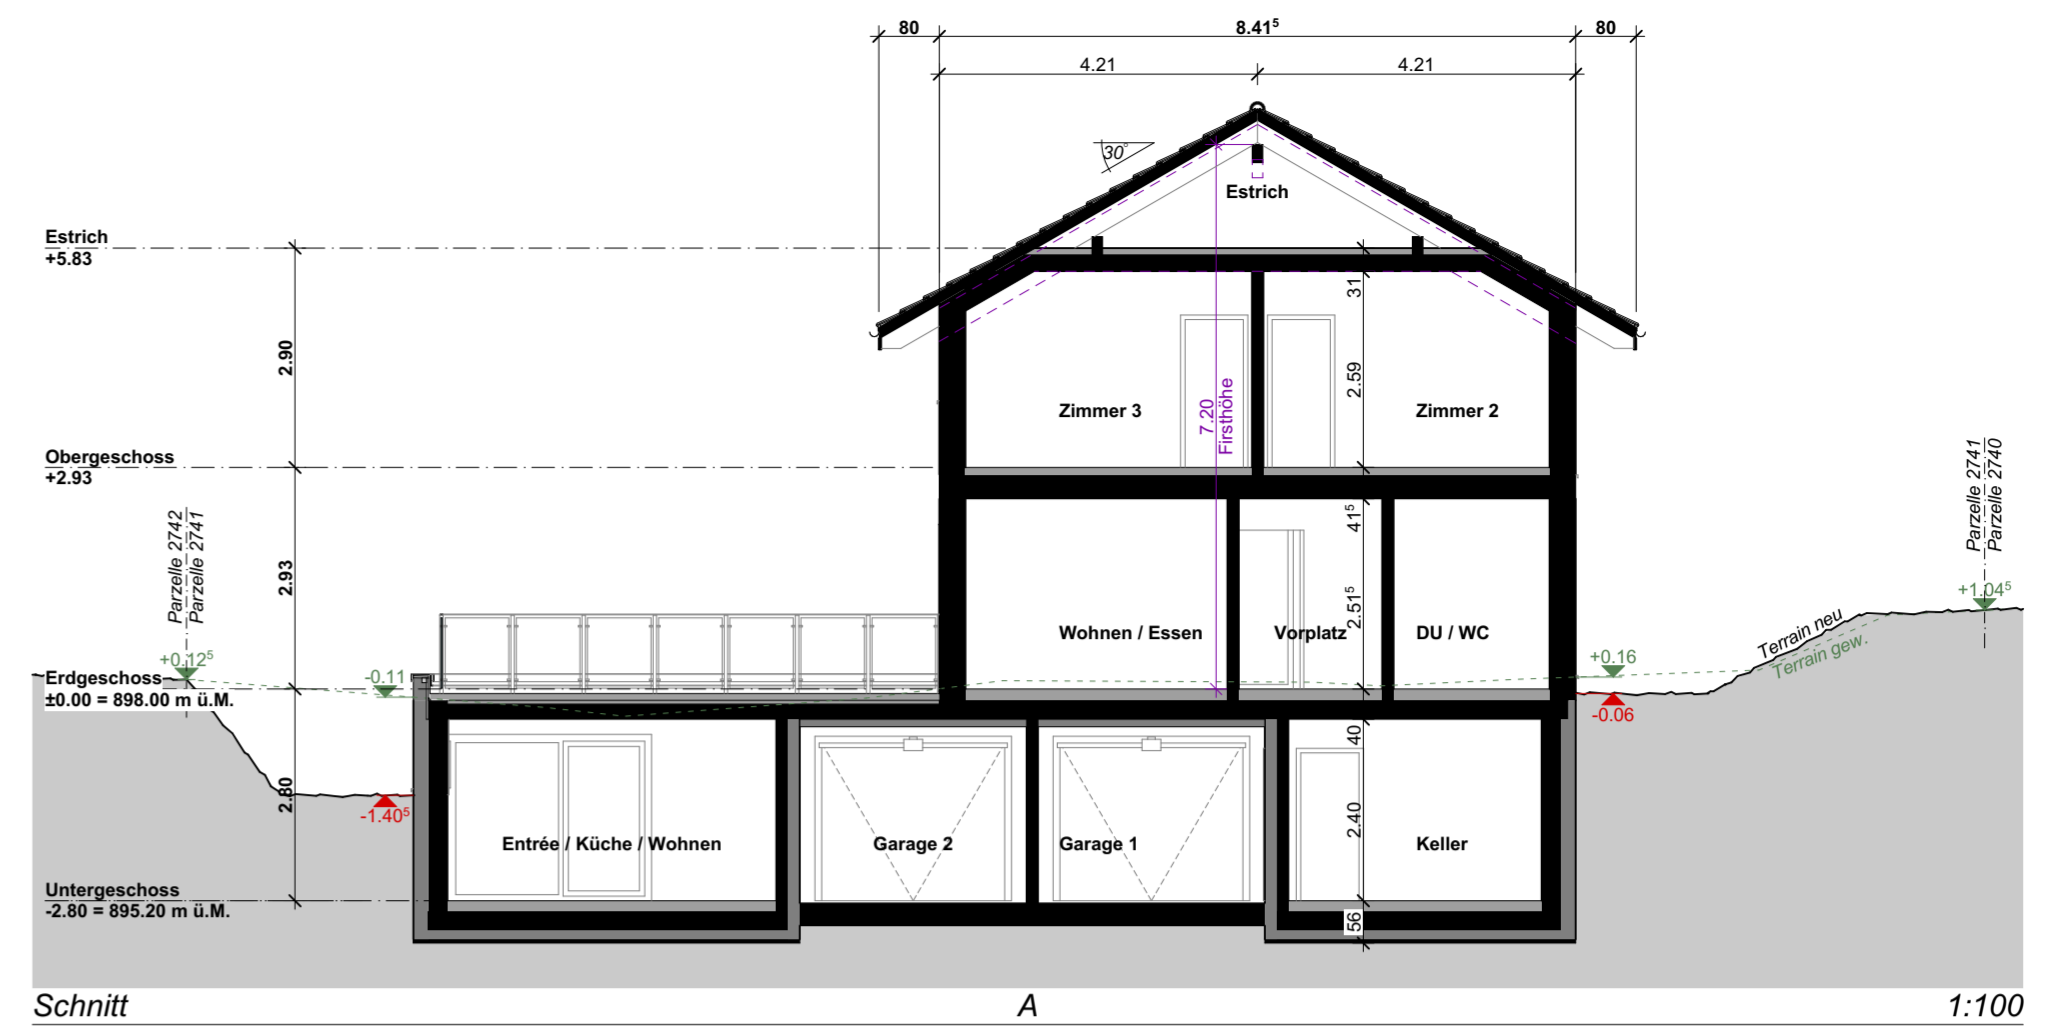 80 8.41⁵ 80
4.21 4.21
30°
Estrich
Estrich
+5.83
31
2.90
2.59
7.20
Firsthöhe
Zimmer 3 Zimmer 2
Obergeschoss
+2.93
Parzelle 2742
Parzelle 2741
Parzelle 2741
Parzelle 2740
41⁵
2.93
2.51⁵
+1.04⁵
Wohnen / Essen Vorplatz DU / WC
Terrain neu
Terrain gew.
+0.12⁵
-0.11
+0.16
Erdgeschoss
±0.00 = 898.00 m ü.M.
-0.06
40
2.80
-1.40⁵
2.40
Entrée / Küche / Wohnen Garage 2 Garage 1 Keller
Untergeschoss
-2.80 = 895.20 m ü.M.
56
Schnitt A 1:100